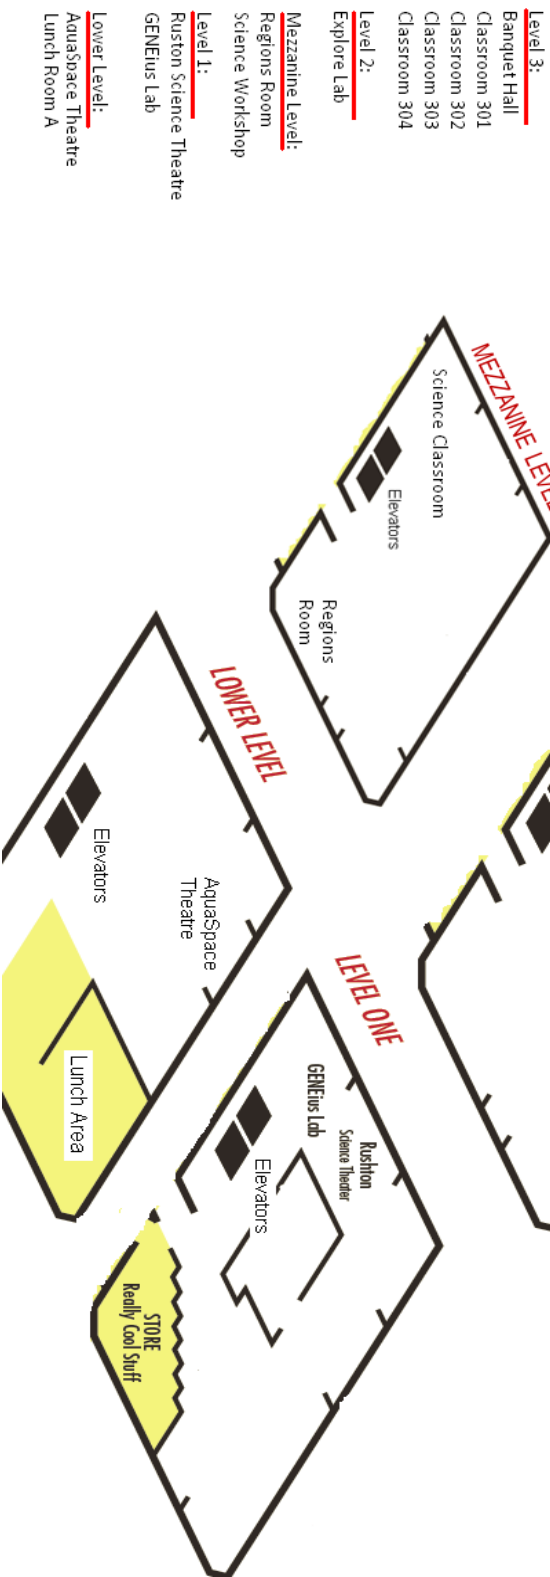 Level 3:
Banquet Hall
Classroom 301
Classroom 302
Classroom 303
Classroom 304
Level 2:
Explore Lab
Mezzanine Level:
Regions Room
Science Workshop
Level 1:
Ruston Science Theatre
GENEius Lab
Lower Level:
AquaSpace Theatre
Lunch Room A
MEZZANINE LEVEL
Science Classroom
Elevators
Regions
Room
LOWER LEVEL
Elevators
AquaSpace
Theatre
Lunch Area
LEVEL ONE
Rushton
Science Theater
GENEius Lab
Elevators
STORE
Really Cool Stuff